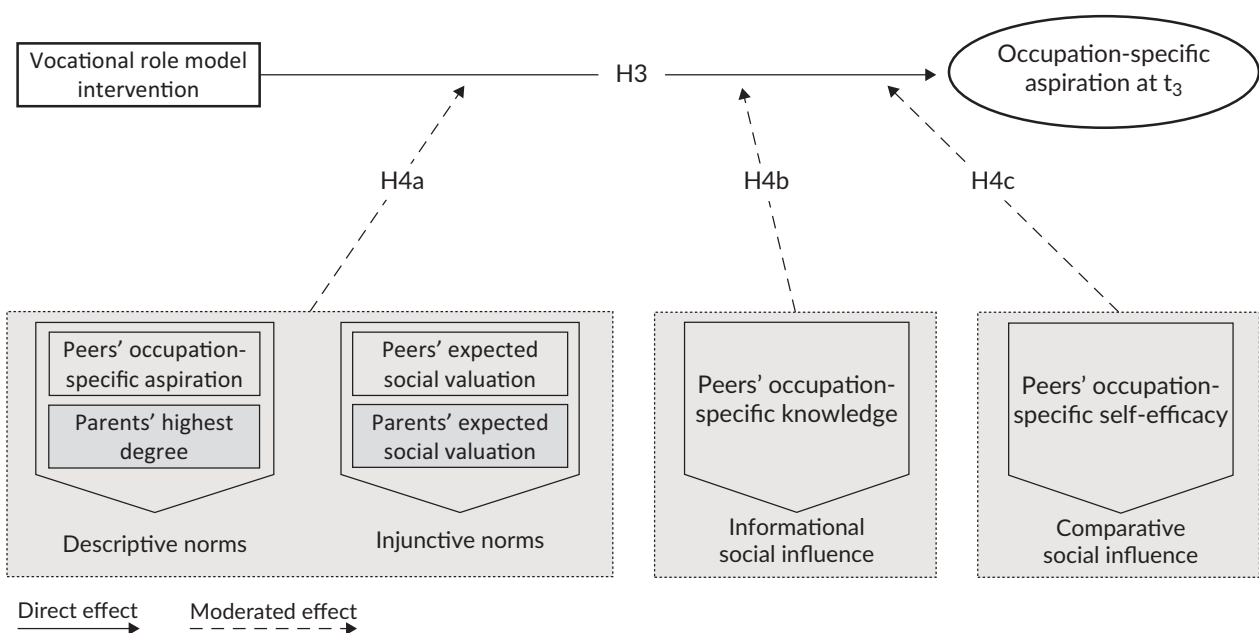 Vocational role model
intervention
H3
Occupation-specific
aspiration at t3
H4a
H4b
H4c
Peers’ occupation-
specific aspiration
Parents’ highest
degree
Descriptive norms
Peers’ expected
social valuation
Parents’ expected
social valuation
Injunctive norms
Peers’ occupation-
specific knowledge
Informational
social influence
Peers’ occupation-
specific self-efficacy
Comparative
social influence
Direct effect
Moderated effect